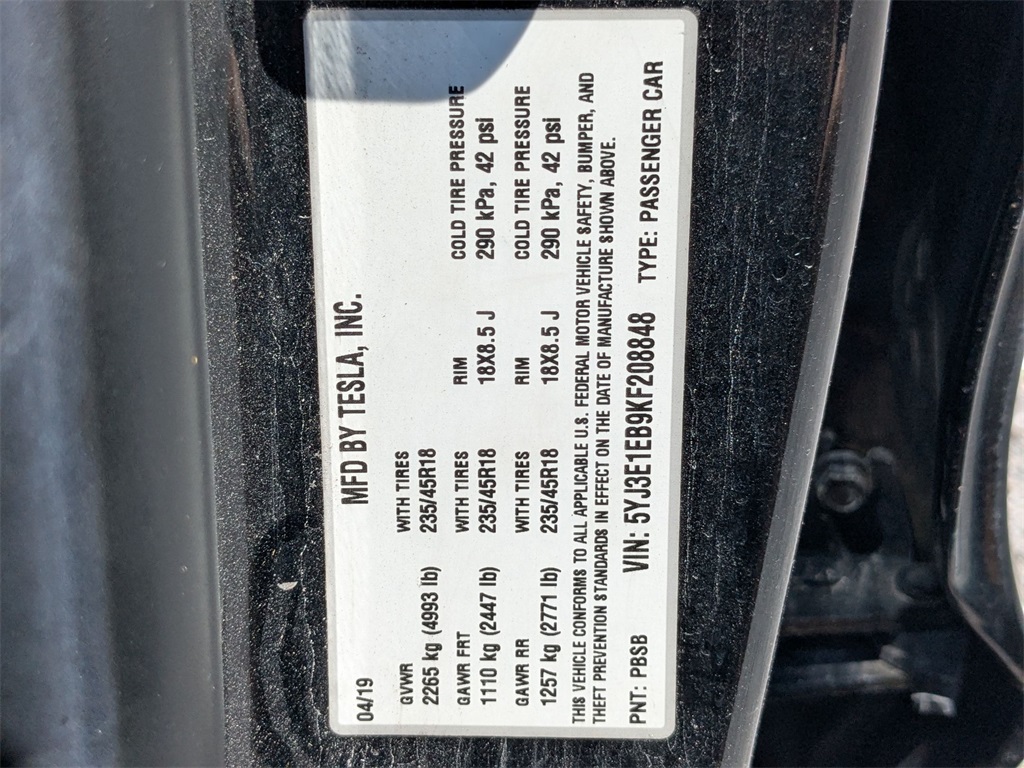 04/19 MFD BY TESLA, INC.
GVWR WITH TIRES
2265 kg (4993 lb) 235/45R18
GAWR FRT WITH TIRES RIM COLD TIRE PRESSURE
1110 kg (2447 lb) 235/45R18 18X8.5 J 290 kPa, 42 psi
GAWR RR WITH TIRES RIM COLD TIRE PRESSURE
1257 kg (2771 lb) 235/45R18 18X8.5 J 290 kPa, 42 psi
THIS VEHICLE CONFORMS TO ALL APPLICABLE U.S. FEDERAL MOTOR VEHICLE SAFETY, BUMPER, AND
THEFT PREVENTION STANDARDS IN EFFECT ON THE DATE OF MANUFACTURE SHOWN ABOVE.
PNT: PBSB VIN: 5YJ3E1EB9KF208848 TYPE: PASSENGER CAR